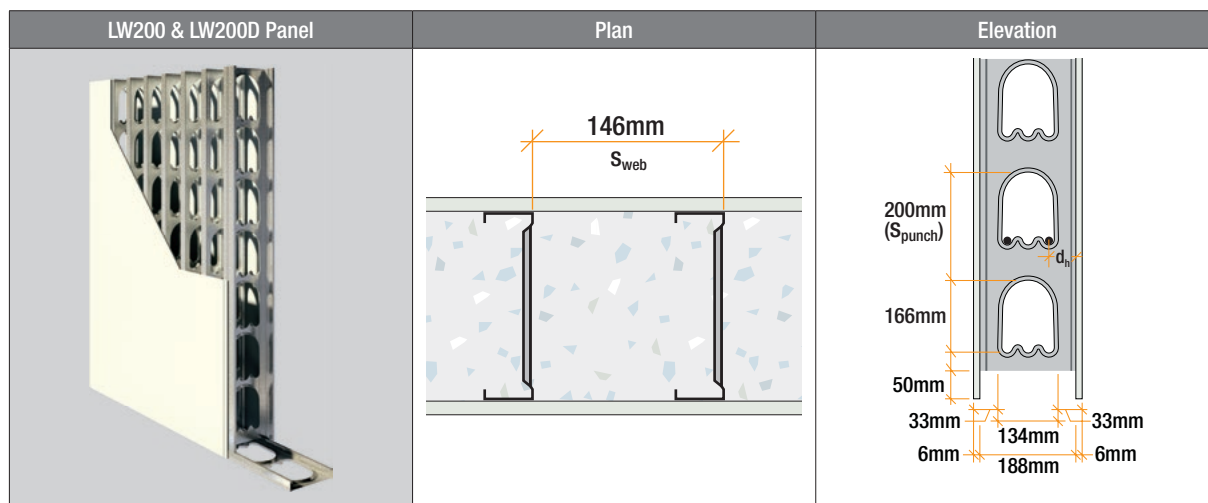 LW200 & LW200D Panel
Plan
Elevation
146mm
Sweb
200mm
(Spunch)
dh
166mm
50mm
33mm
134mm
33mm
6mm
188mm
6mm